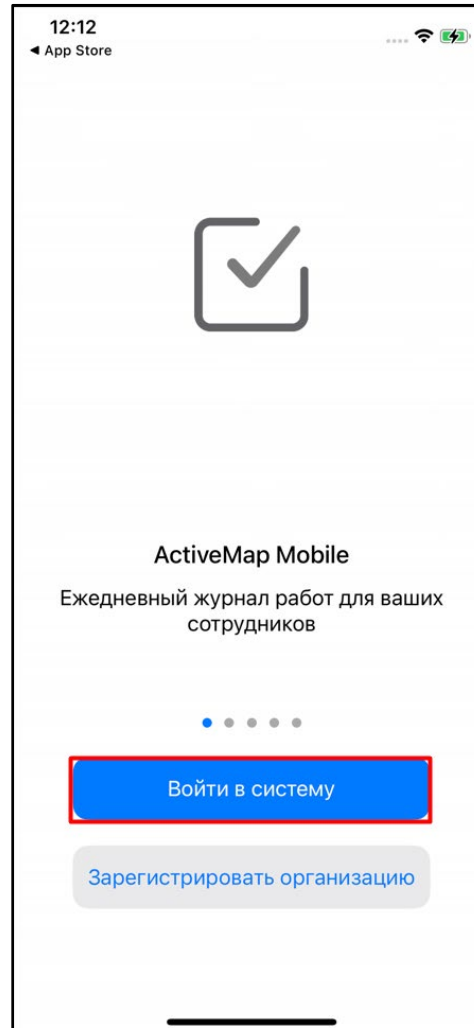 12:12
◀ App Store
ActiveMap Mobile
Ежедневный журнал работ для ваших
сотрудников
Войти в систему
Зарегистрировать организацию